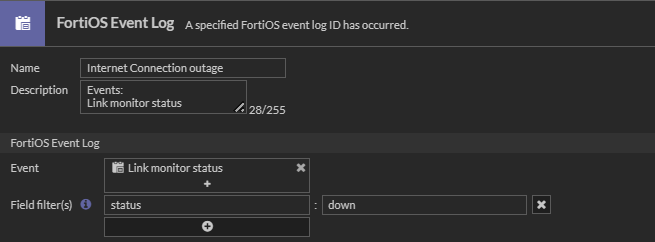 FortiOS Event Log A specified FortiOS event log ID has occurred.
Name Internet Connection outage
Description Events:
Link monitor status 28/255
FortiOS Event Log
Event Link monitor status
+
Field filter(s) status : down